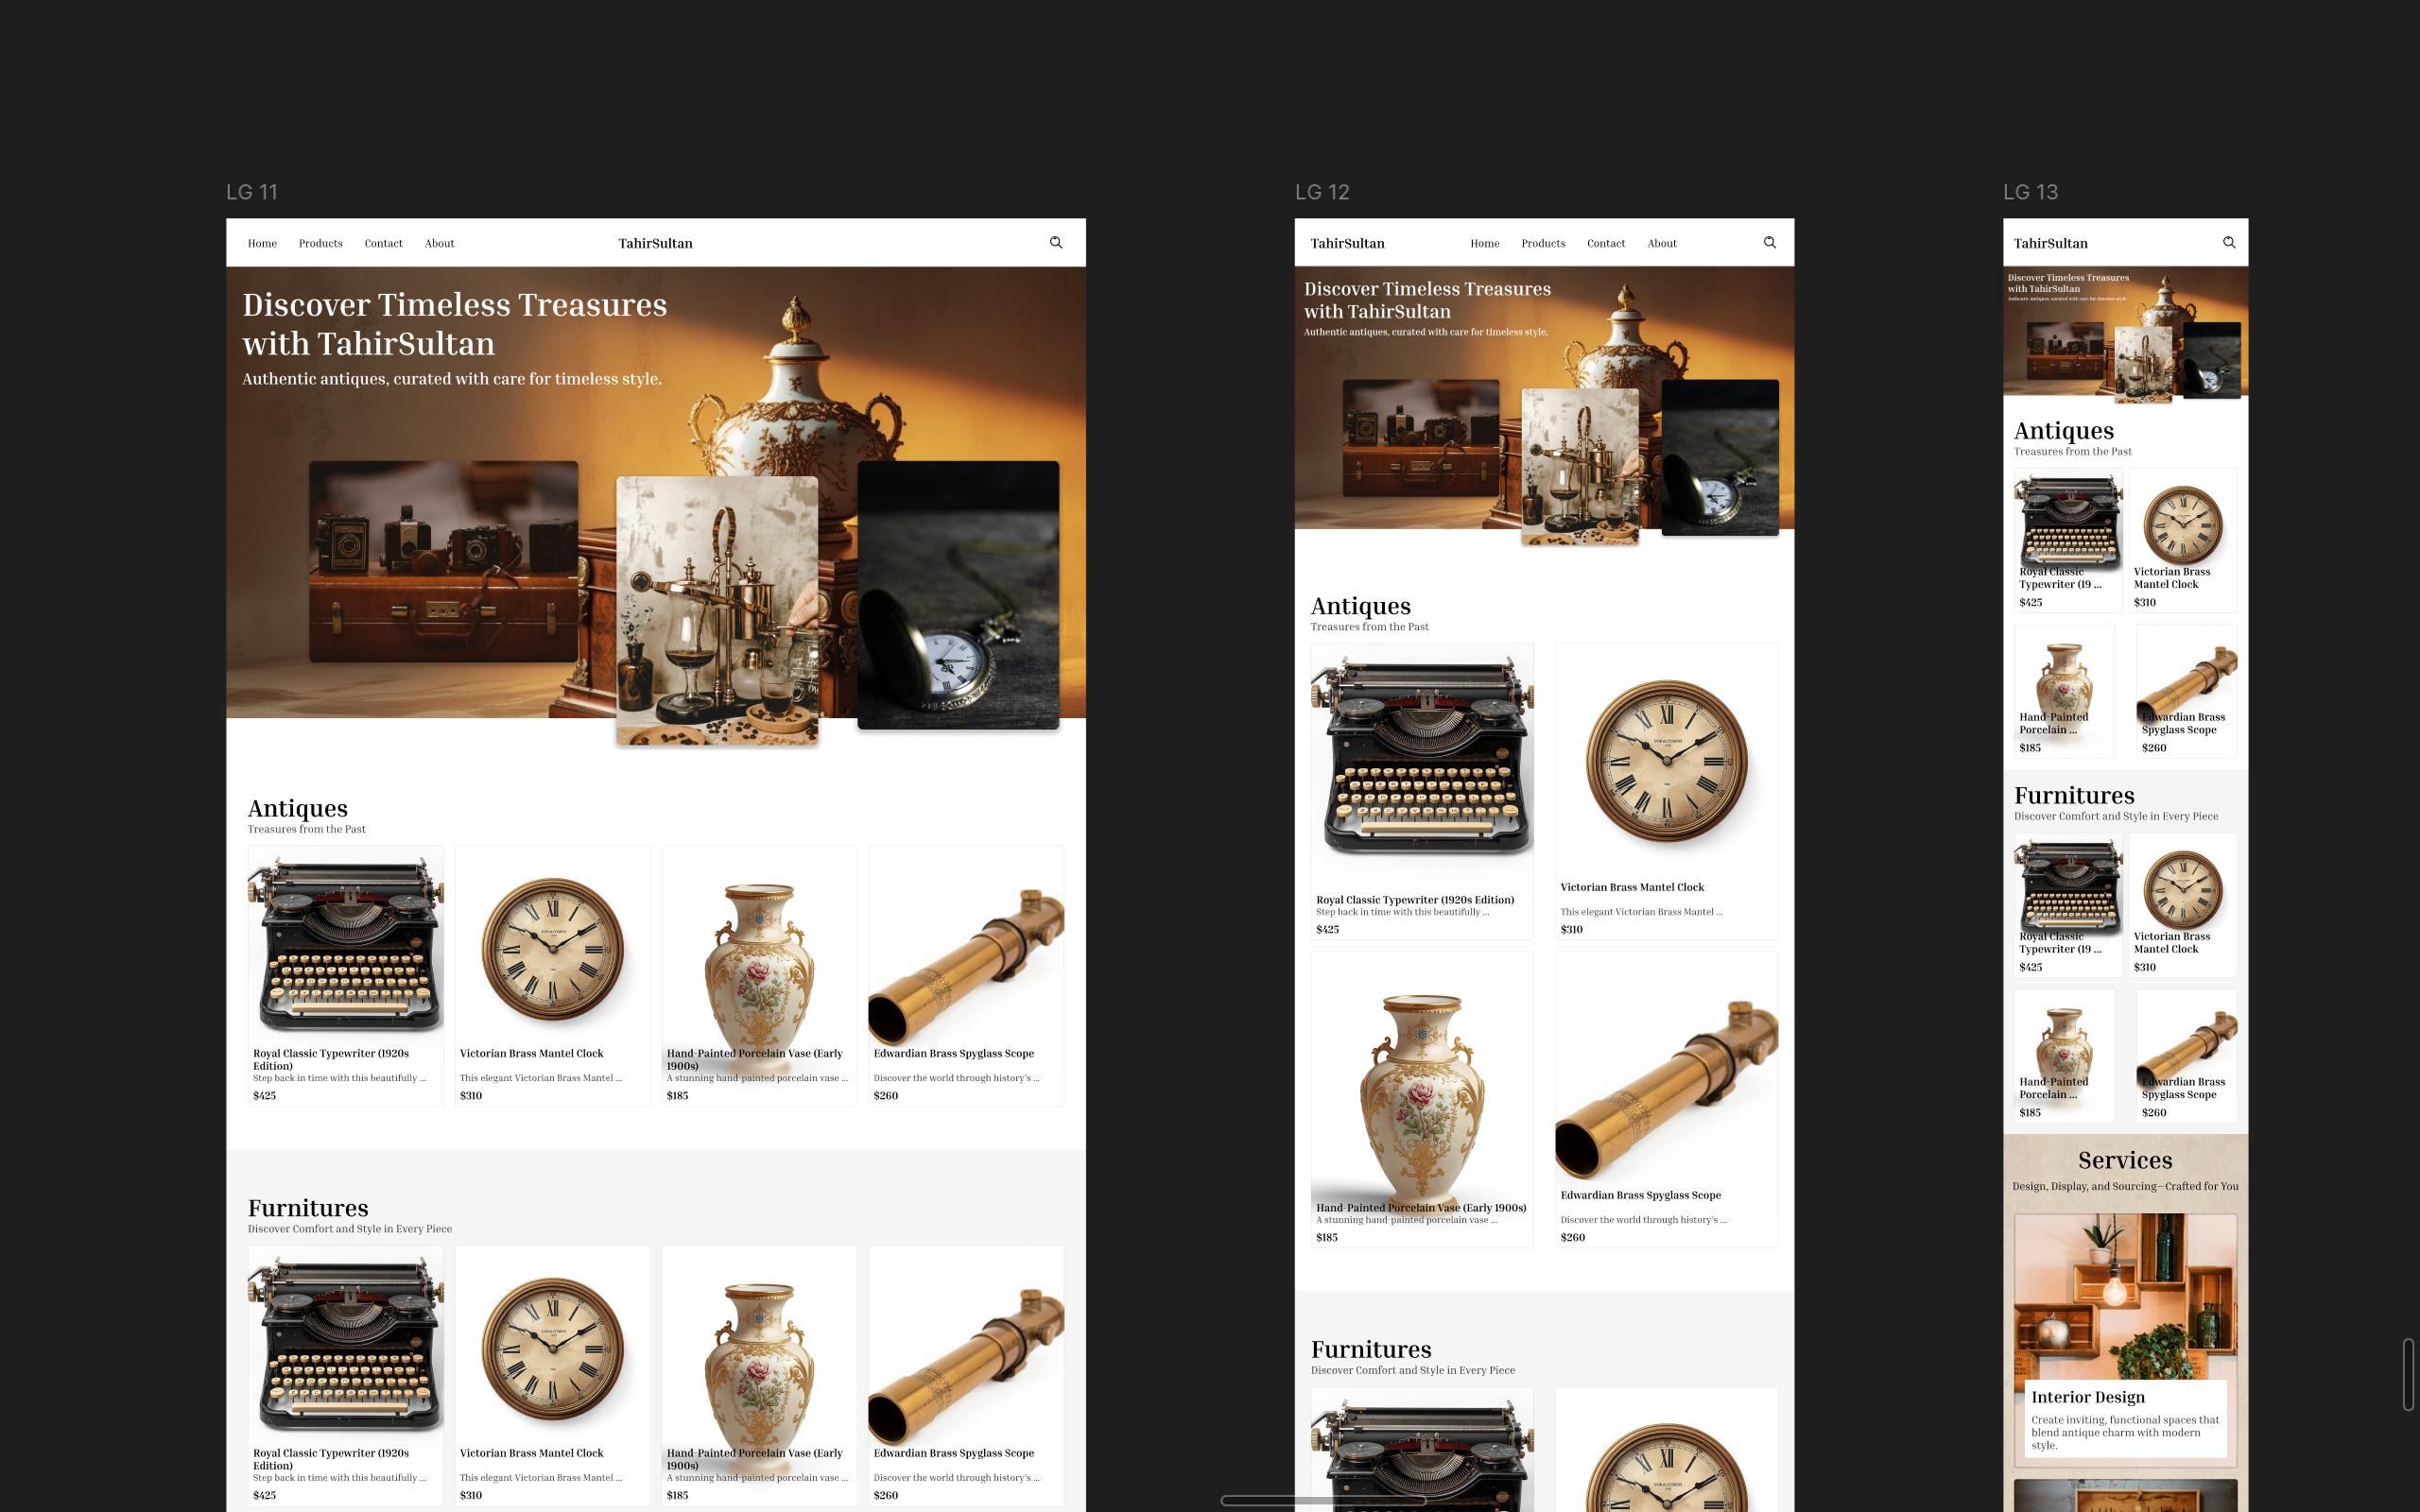 LG 11
Home Products Contact About TahirSultan
Discover Timeless Treasures
with TahirSultan
Authentic antiques, curated with care for timeless style.
Antiques
Treasures from the Past
Royal Classic Typewriter (1920s
Edition)
Step back in time with this beautifully ...
$425
Victorian Brass Mantel Clock
This elegant Victorian Brass Mantel ...
$310
Hand-Painted Porcelain Vase (Early
1900s)
A stunning hand-painted porcelain vase ...
$185
Edwardian Brass Spyglass Scope
Discover the world through history's ...
$260
Furnitures
Discover Comfort and Style in Every Piece
Royal Classic Typewriter (1920s
Edition)
Step back in time with this beautifully ...
$425
Victorian Brass Mantel Clock
This elegant Victorian Brass Mantel ...
$310
Hand-Painted Porcelain Vase (Early
1900s)
A stunning hand-painted porcelain vase ...
$185
Edwardian Brass Spyglass Scope
Discover the world through history's ...
$260
LG 12
TahirSultan Home Products Contact About
Discover Timeless Treasures
with TahirSultan
Authentic antiques, curated with care for timeless style.
Antiques
Treasures from the Past
Royal Classic Typewriter (1920s Edition)
Step back in time with this beautifully ...
$425
Victorian Brass Mantel Clock
This elegant Victorian Brass Mantel ...
$310
Hand-Painted Porcelain Vase (Early 1900s)
A stunning hand-painted porcelain vase ...
$185
Edwardian Brass Spyglass Scope
Discover the world through history's ...
$260
Furnitures
Discover Comfort and Style in Every Piece
LG 13
TahirSultan
Discover Timeless Treasures
with TahirSultan
Authentic antiques, curated with care for timeless style.
Antiques
Treasures from the Past
Royal Classic
Typewriter (19 ...
$425
Victorian Brass
Mantel Clock
$310
Hand-Painted
Porcelain ...
$185
Edwardian Brass
Spyglass Scope
$260
Furnitures
Discover Comfort and Style in Every Piece
Royal Classic
Typewriter (19 ...
$425
Victorian Brass
Mantel Clock
$310
Hand-Painted
Porcelain ...
$185
Edwardian Brass
Spyglass Scope
$260
Services
Design, Display, and Sourcing—Crafted for You
Interior Design
Create inviting, functional spaces that
blend antique charm with modern
style.